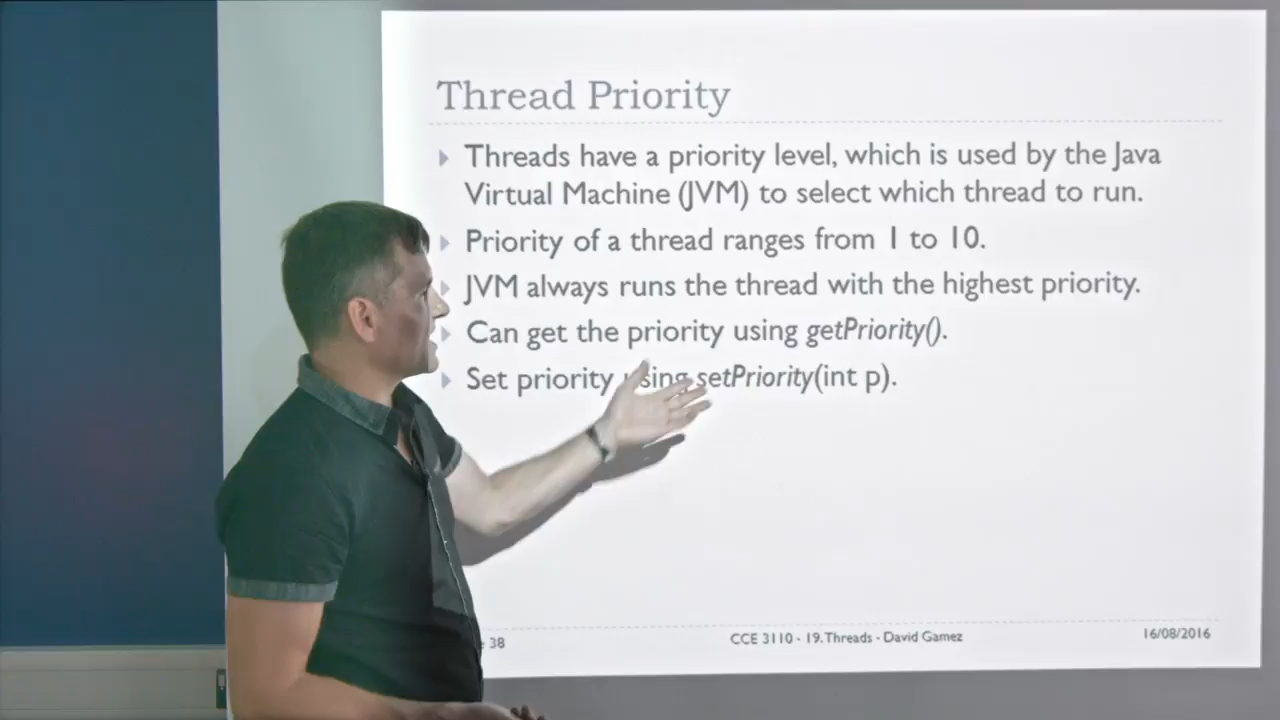 Thread Priority
Threads have a priority level, which is used by the Java
Virtual Machine (JVM) to select which thread to run.
Priority of a thread ranges from 1 to 10.
JVM always runs the thread with the highest priority.
Can get the priority using getPriority().
Set priority using setPriority(int p).
38
CCE 3110 - 19. Threads - David Gamez
16/08/2016